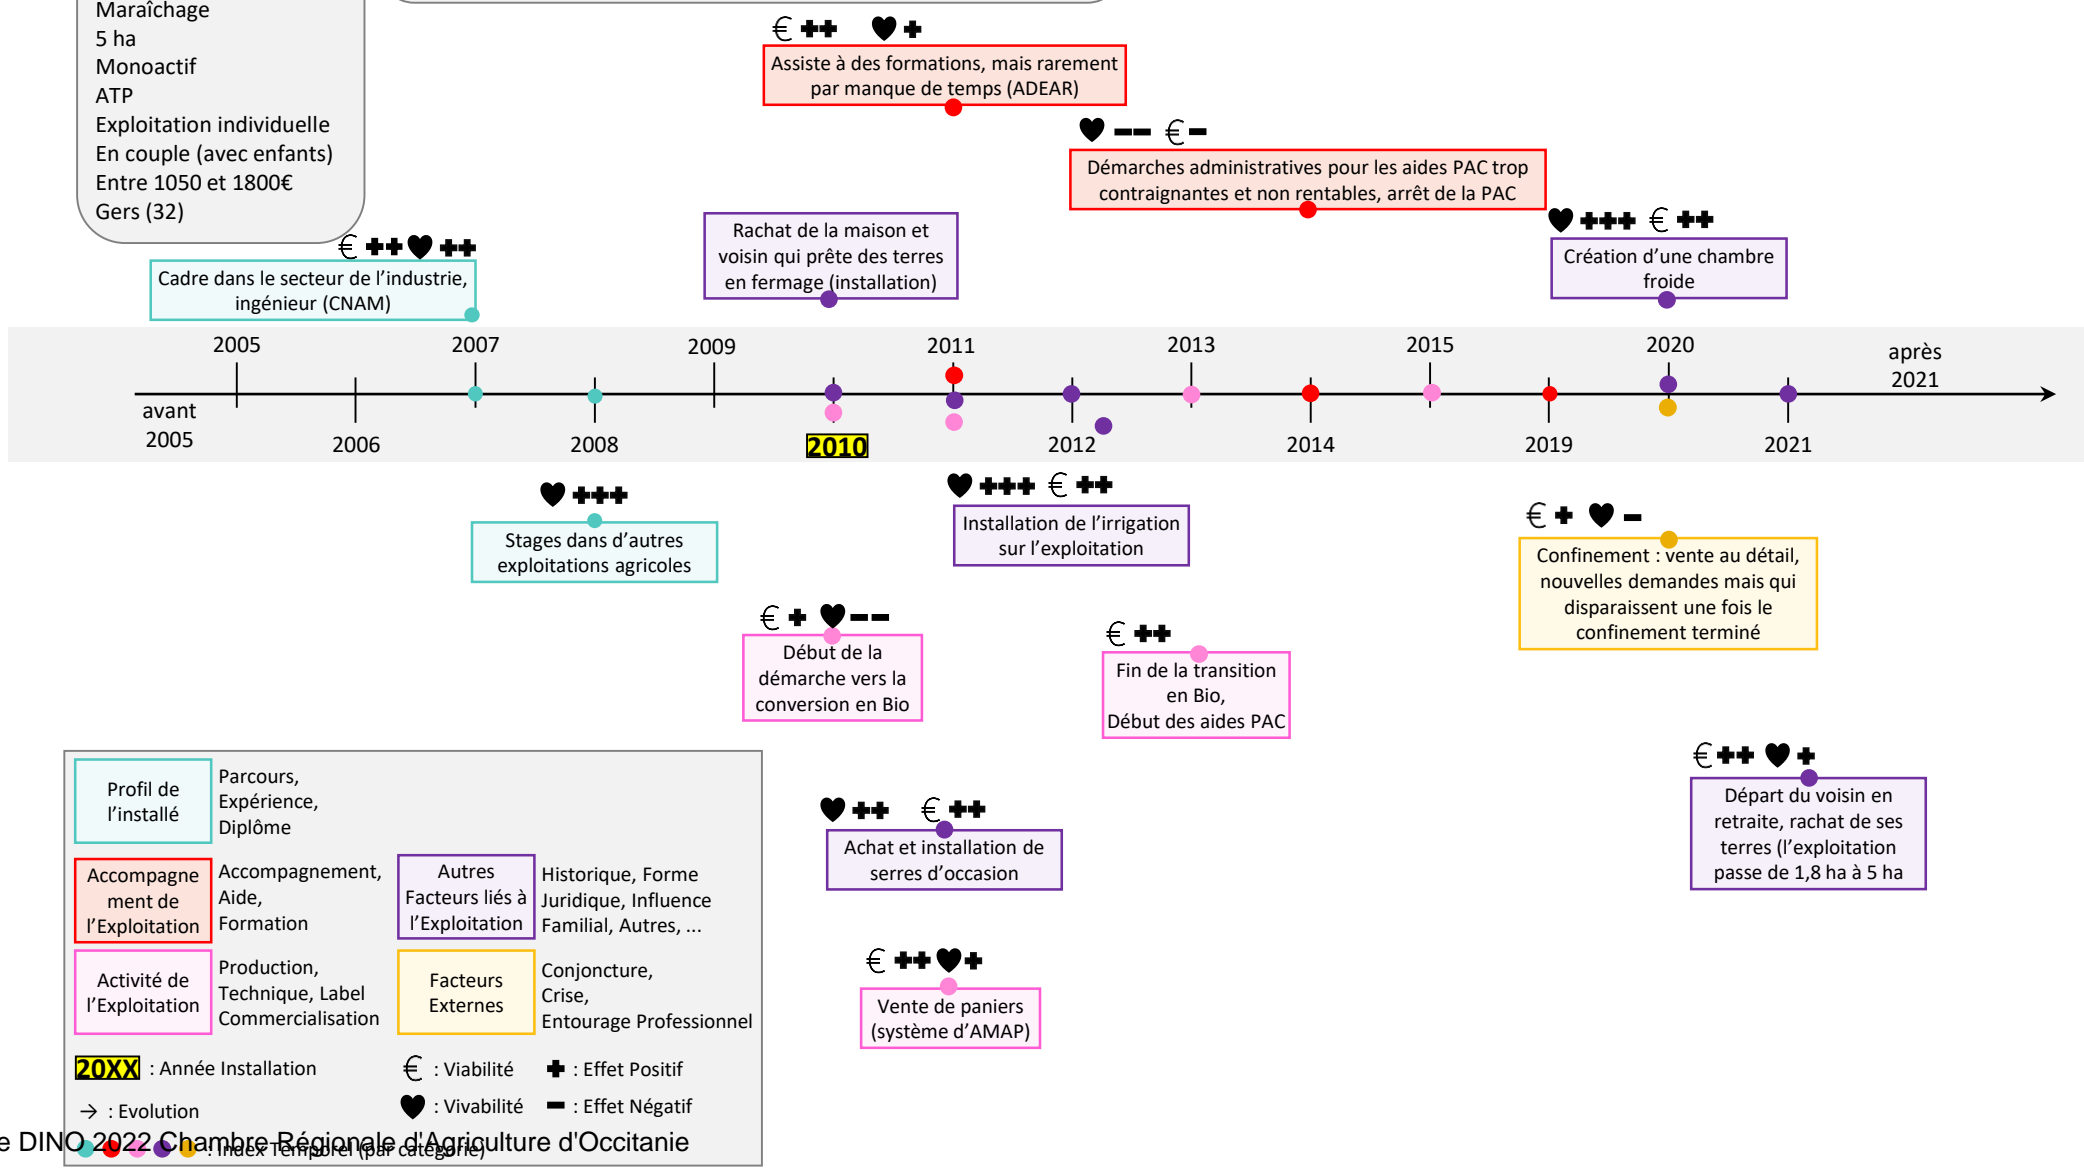 Maraîchage
5 ha
Monoactif
ATP
Exploitation individuelle
En couple (avec enfants)
Entre 1050 et 1800€
Gers (32)
€ ++ ♥ +
Assiste à des formations, mais rarement
par manque de temps (ADEAR)
♥ -- € -
Démarches administratives pour les aides PAC trop
contraignantes et non rentables, arrêt de la PAC
€ ++ ♥ ++
Cadre dans le secteur de l'industrie,
ingénieur (CNAM)
Rachat de la maison et
voisin qui prête des terres
en fermage (installation)
♥ +++ € ++
Création d'une chambre
froide
2005
2007
2009
2011
2013
2015
2020
après
2021
avant
2005
2006
2008
2010
2012
2014
2019
2021
♥ +++
Stages dans d'autres
exploitations agricoles
♥ +++ € ++
Installation de l'irrigation
sur l'exploitation
€ + ♥ -
Confinement : vente au détail,
nouvelles demandes mais qui
disparaissent une fois le
confinement terminé
€ + ♥ --
Début de la
démarche vers la
conversion en Bio
€ ++
Fin de la transition
en Bio,
Début des aides PAC
€ ++ ♥ +
Départ du voisin en
retraite, rachat de ses
terres (l'exploitation
passe de 1,8 ha à 5 ha
♥ ++ € ++
Achat et installation de
serres d'occasion
€ ++ ♥ +
Vente de paniers
(système d'AMAP)
Profil de
l'installé
Parcours,
Expérience,
Diplôme
Accompagne
ment de
l'Exploitation
Accompagnement,
Aide,
Formation
Autres
Facteurs liés à
l'Exploitation
Historique, Forme
Juridique, Influence
Familial, Autres, ...
Activité de
l'Exploitation
Production,
Technique, Label
Commercialisation
Facteurs
Externes
Conjoncture,
Crise,
Entourage Professionnel
20XX : Année Installation
€ : Viabilité
+ : Effet Positif
→ : Evolution
♥ : Vivabilité
- : Effet Négatif
: Index Temporel (par catégorie)
e DINO 2022 Chambre Régionale d'Agriculture d'Occitanie